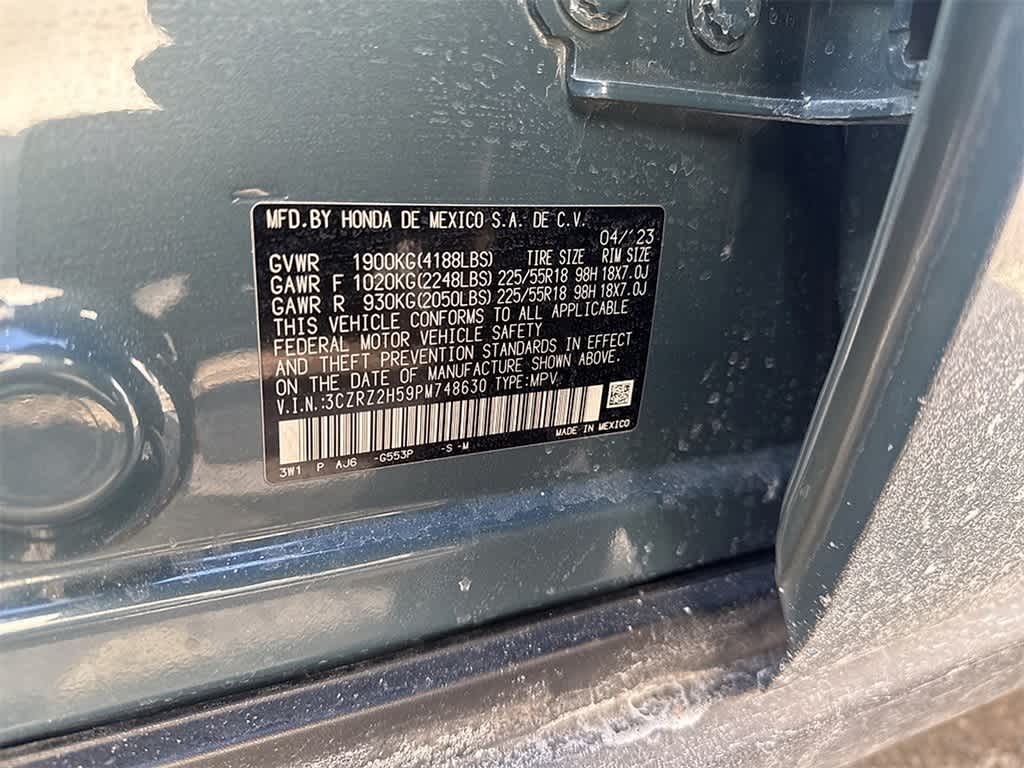 MFD.BY HONDA DE MEXICO S.A. DE C.V.
04/'23
GVWR 1900KG(4188LBS) TIRE SIZE RIM SIZE
GAWR F 1020KG(2248LBS) 225/55R18 98H 18X7.0J
GAWR R 930KG(2050LBS) 225/55R18 98H 18X7.0J
THIS VEHICLE CONFORMS TO ALL APPLICABLE
FEDERAL MOTOR VEHICLE SAFETY
AND THEFT PREVENTION STANDARDS IN EFFECT
ON THE DATE OF MANUFACTURE SHOWN ABOVE.
V.I.N.:3CZRZ2H59PM748630 TYPE:MPV
MADE IN MEXICO
3W1 P AJ6 -G553P -S -M